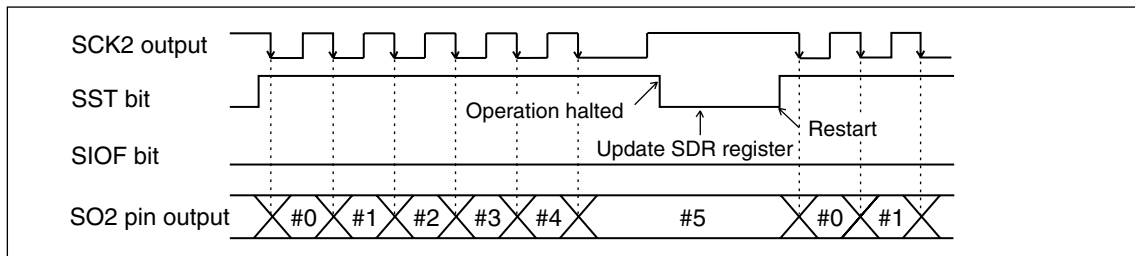 SCK2 output
SST bit
Operation halted
Restart
Update SDR register
SIOF bit
SO2 pin output #0 #1 #2 #3 #4 #5 #0 #1